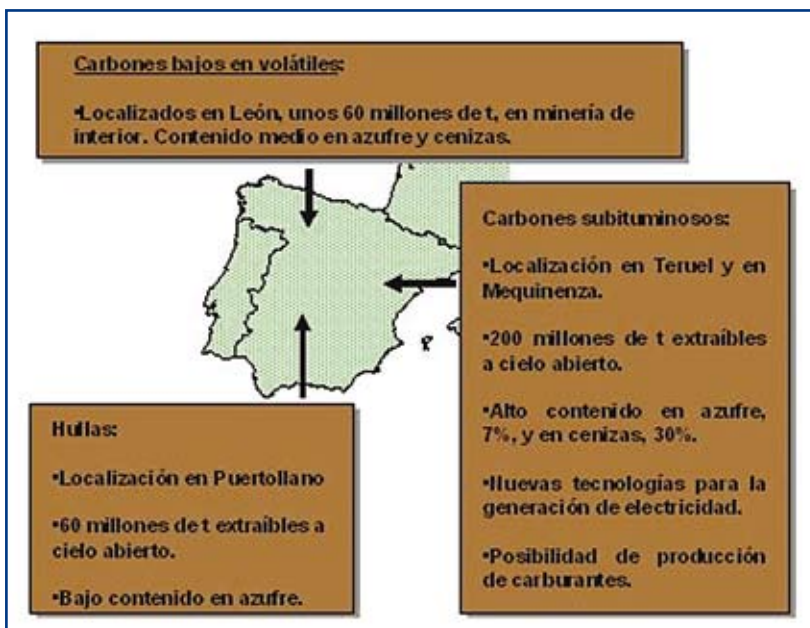 Carbones bajos en volátiles:
•Localizados en León, unos 60 millones de t, en minería de
interior. Contenido medio en azufre y cenizas.
Carbones subituminosos:
•Localización en Teruel y en
Mequinenza.
•200 millones de t extraíbles
a cielo abierto.
•Alto contenido en azufre,
7%, y en cenizas, 30%.
•Nuevas tecnologías para la
generación de electricidad.
•Posibilidad de producción
de carburantes.
Hullas:
•Localización en Puertollano
•60 millones de t extraíbles a
cielo abierto.
•Bajo contenido en azufre.